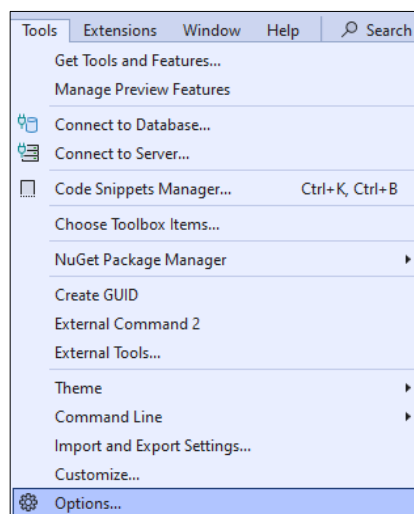 Tools Extensions Window Help Search
Get Tools and Features...
Manage Preview Features
Connect to Database...
Connect to Server...
Code Snippets Manager... Ctrl+K, Ctrl+B
Choose Toolbox Items...
NuGet Package Manager
Create GUID
External Command 2
External Tools...
Theme
Command Line
Import and Export Settings...
Customize...
Options...